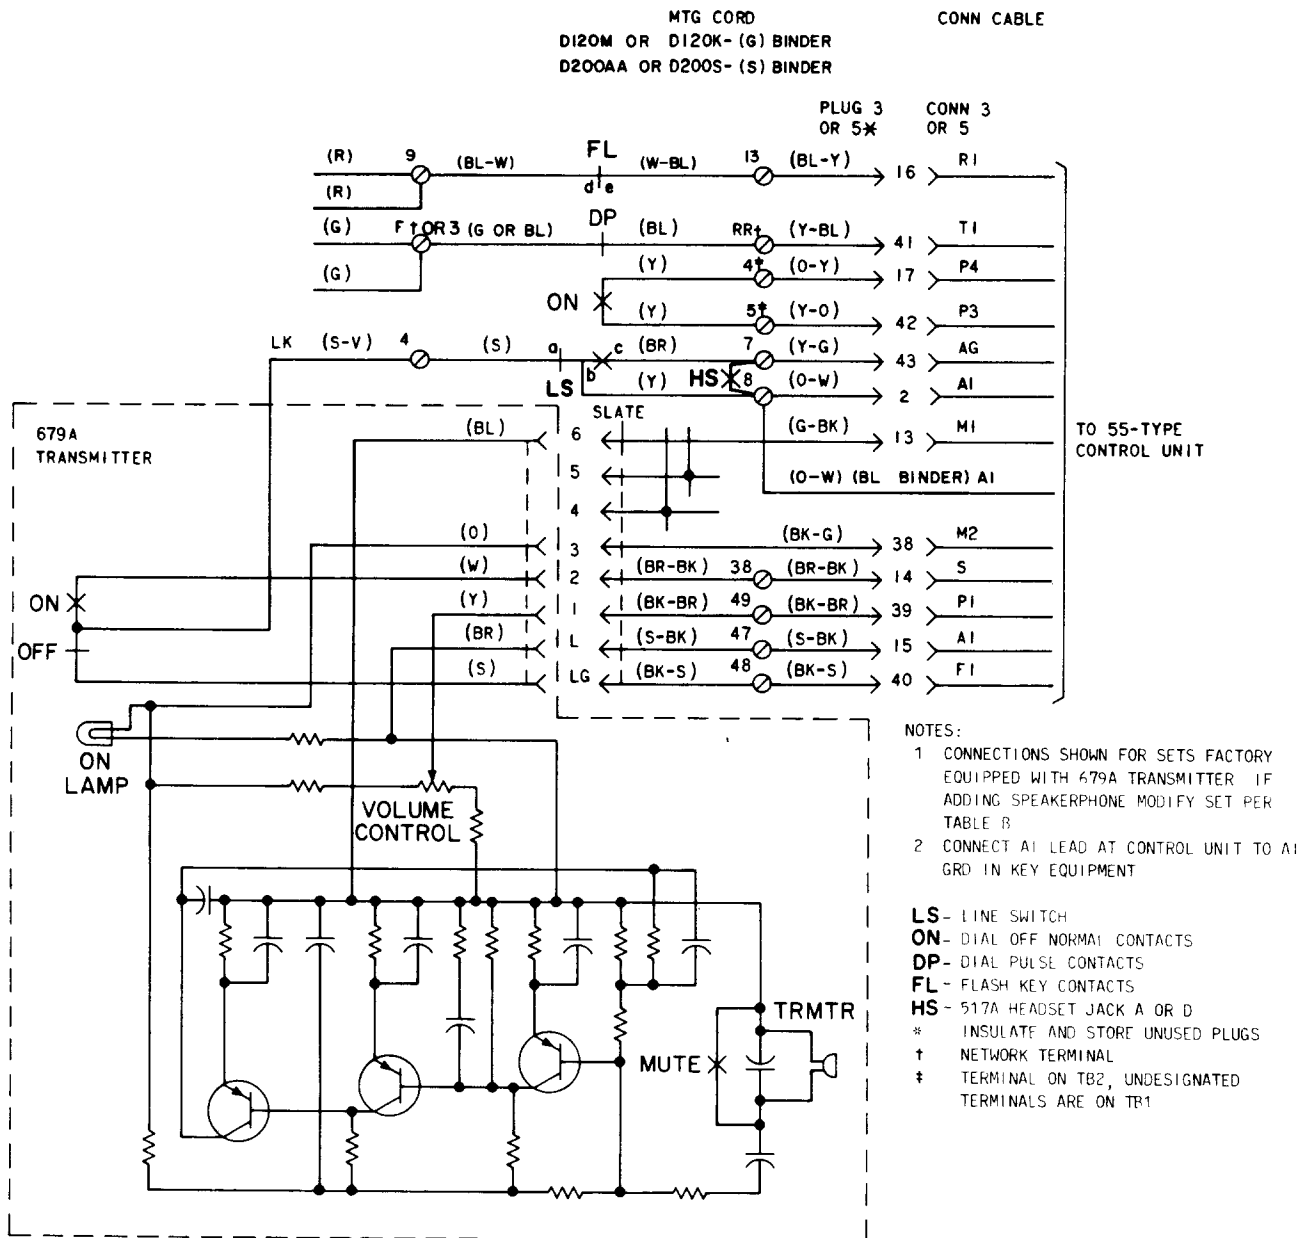 MTG CORD
D120M OR D120K-(G) BINDER
D200AA OR D200S-(S) BINDER
CONN CABLE
PLUG 3
OR 5*
CONN 3
OR 5
(R) 9 (BL-W) FL (W-BL) 13 (BL-Y) 16 R1
d e
(R)
(G) F† OR 3 (G OR BL) DP (BL) RR† (Y-BL) 41 T1
(G)
(Y) 4‡ (O-Y) 17 P4
ON
(Y) 5‡ (Y-O) 42 P3
LK (S-V) 4 (S) a c (BR) 7 (Y-G) 43 AG
b
LS (Y) HS 8 (O-W) 2 A1
SLATE
679A
TRANSMITTER
(BL) 6 (G-BK) 13 M1
TO 55-TYPE
CONTROL UNIT
5 (O-W) (BL BINDER) A1
4
(O) 3 (BK-G) 38 M2
(W) 2 (BR-BK) 38 (BR-BK) 14 S
ON
(Y) 1 (BK-BR) 49 (BK-BR) 39 P1
OFF
(BR) L (S-BK) 47 (S-BK) 15 A1
(S) LG (BK-S) 48 (BK-S) 40 F1
ON
LAMP
VOLUME
CONTROL
MUTE
TRMTR
NOTES:
1 CONNECTIONS SHOWN FOR SETS FACTORY
EQUIPPED WITH 679A TRANSMITTER IF
ADDING SPEAKERPHONE MODIFY SET PER
TABLE B
2 CONNECT A1 LEAD AT CONTROL UNIT TO A1
GRD IN KEY EQUIPMENT
LS - LINE SWITCH
ON - DIAL OFF NORMAL CONTACTS
DP - DIAL PULSE CONTACTS
FL - FLASH KEY CONTACTS
HS - 517A HEADSET JACK A OR D
* INSULATE AND STORE UNUSED PLUGS
† NETWORK TERMINAL
‡ TERMINAL ON TB2, UNDESIGNATED
TERMINALS ARE ON TB1